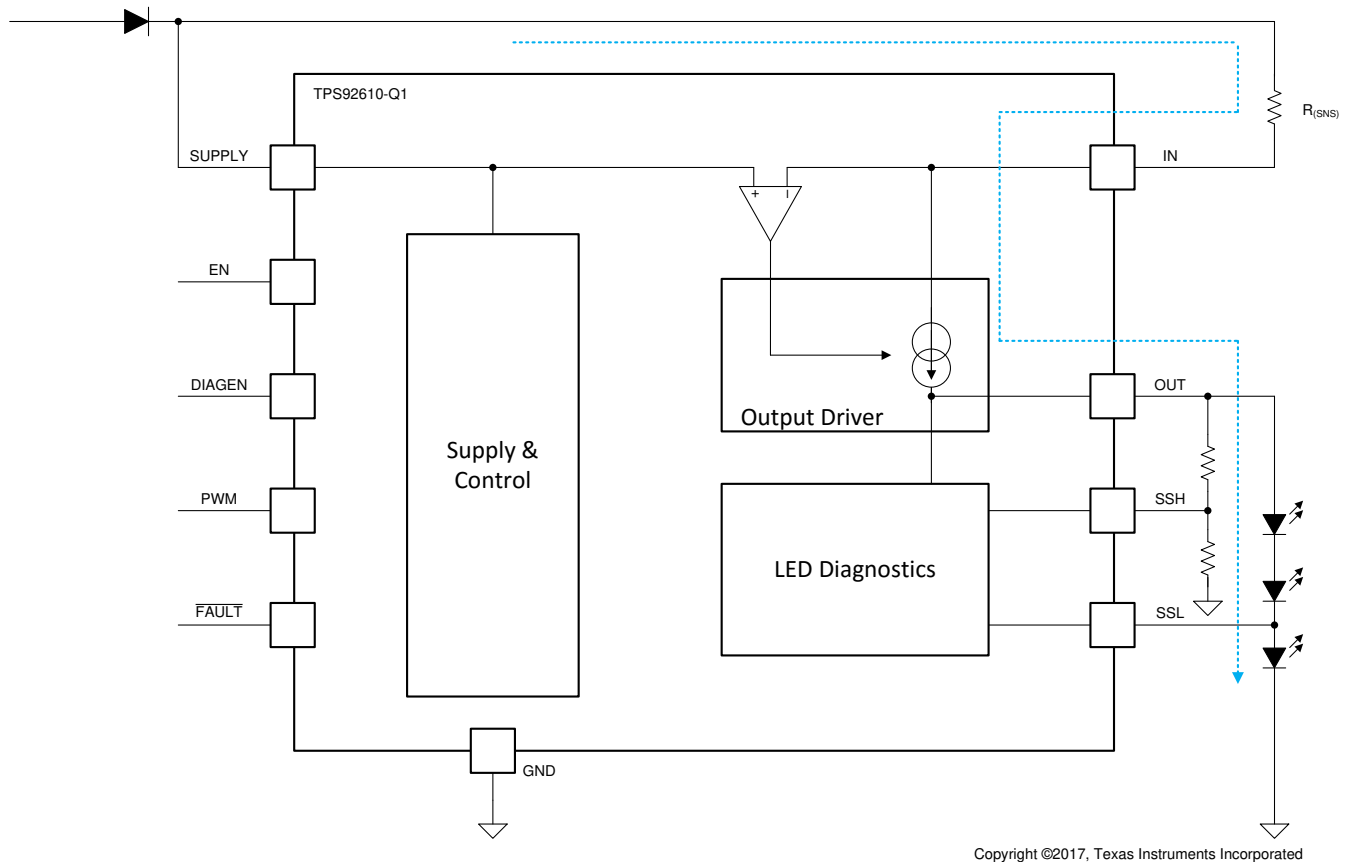 TPS92610-Q1
R(SNS)
SUPPLY
IN
+
–
EN
DIAGEN
OUT
Output Driver
Supply &
Control
PWM
SSH
LED Diagnostics
FAULT
SSL
GND
Copyright ©2017, Texas Instruments Incorporated